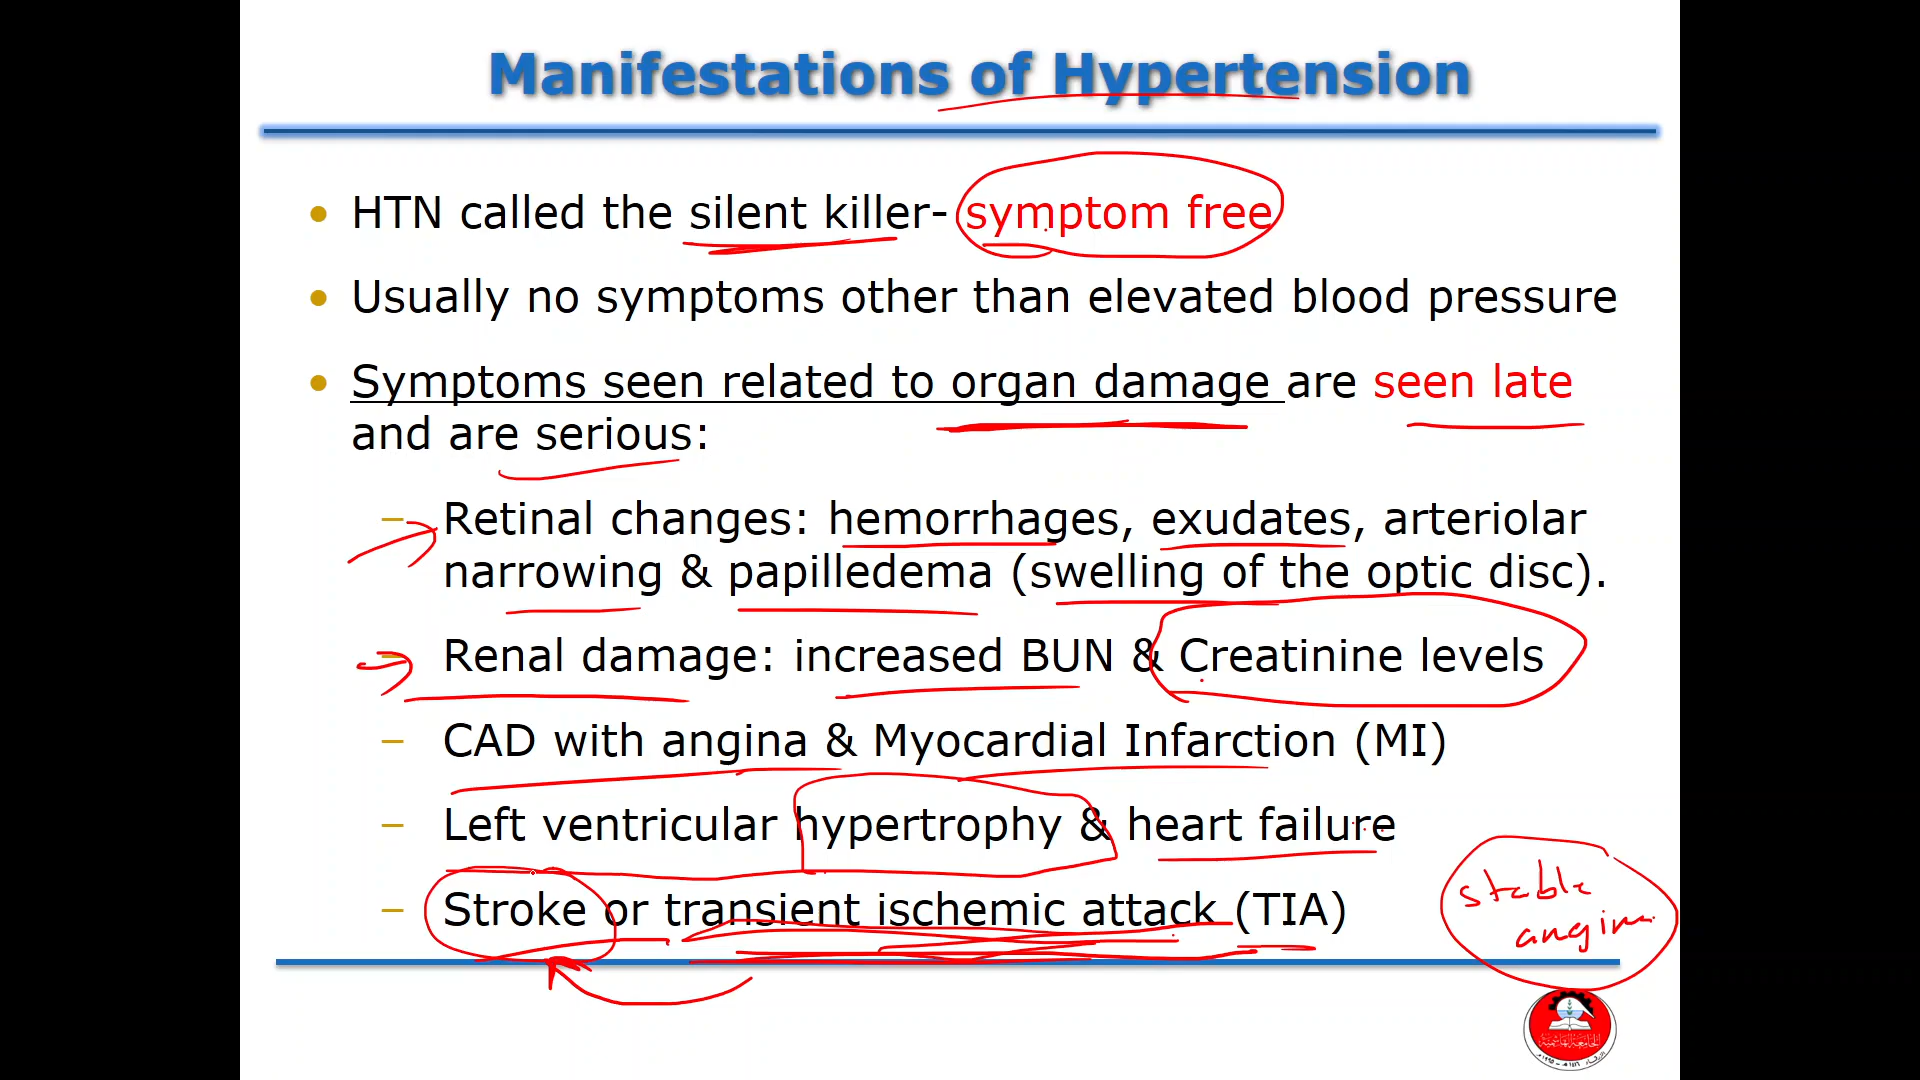 Manifestations of Hypertension
• HTN called the silent killer- symptom free
• Usually no symptoms other than elevated blood pressure
• Symptoms seen related to organ damage are seen late
and are serious:
– Retinal changes: hemorrhages, exudates, arteriolar
narrowing & papilledema (swelling of the optic disc).
– Renal damage: increased BUN & Creatinine levels
– CAD with angina & Myocardial Infarction (MI)
– Left ventricular hypertrophy & heart failure
– Stroke or transient ischemic attack (TIA)
stable
angina